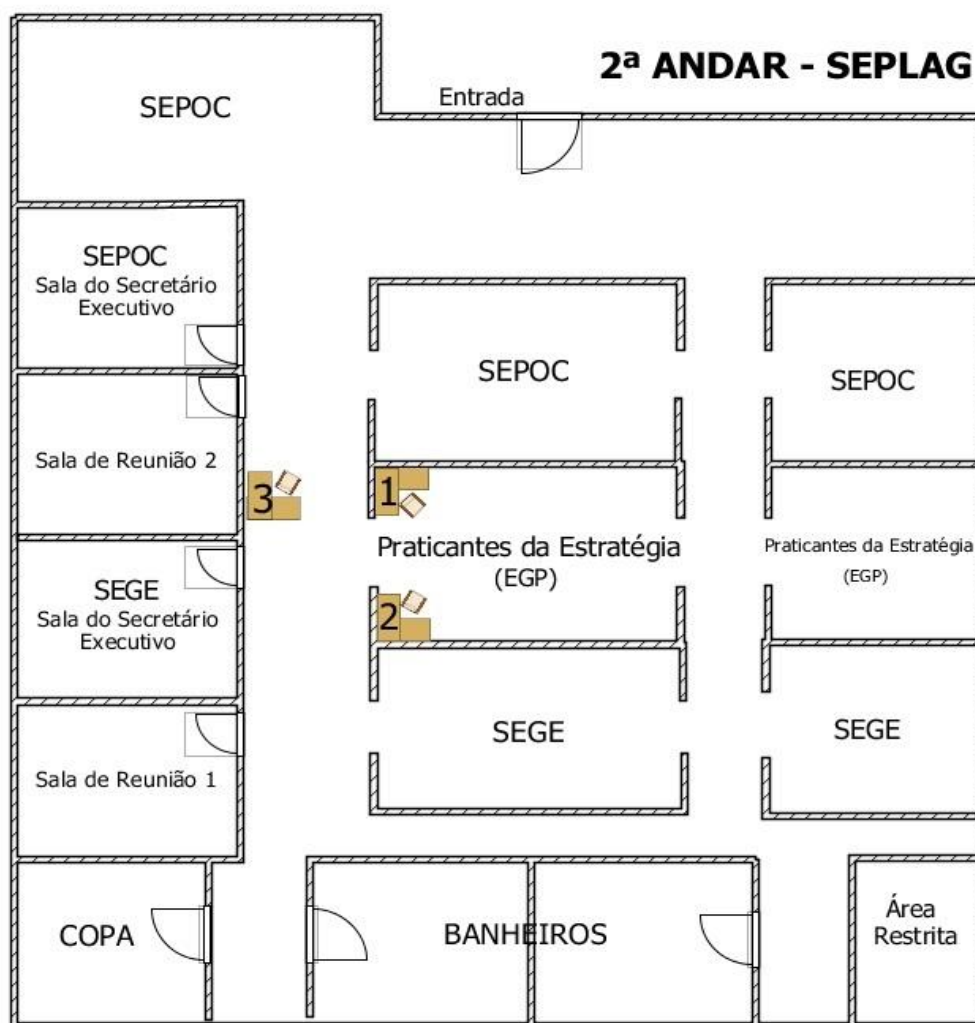 2ª ANDAR - SEPLAG
Entrada
SEPOC
SEPOC
Sala do Secretário
Executivo
SEPOC
SEPOC
Sala de Reunião 2
3
1
Praticantes da Estratégia
(EGP)
Praticantes da Estratégia
(EGP)
2
SEGE
Sala do Secretário
Executivo
SEGE
SEGE
Sala de Reunião 1
COPA
BANHEIROS
Área
Restrita